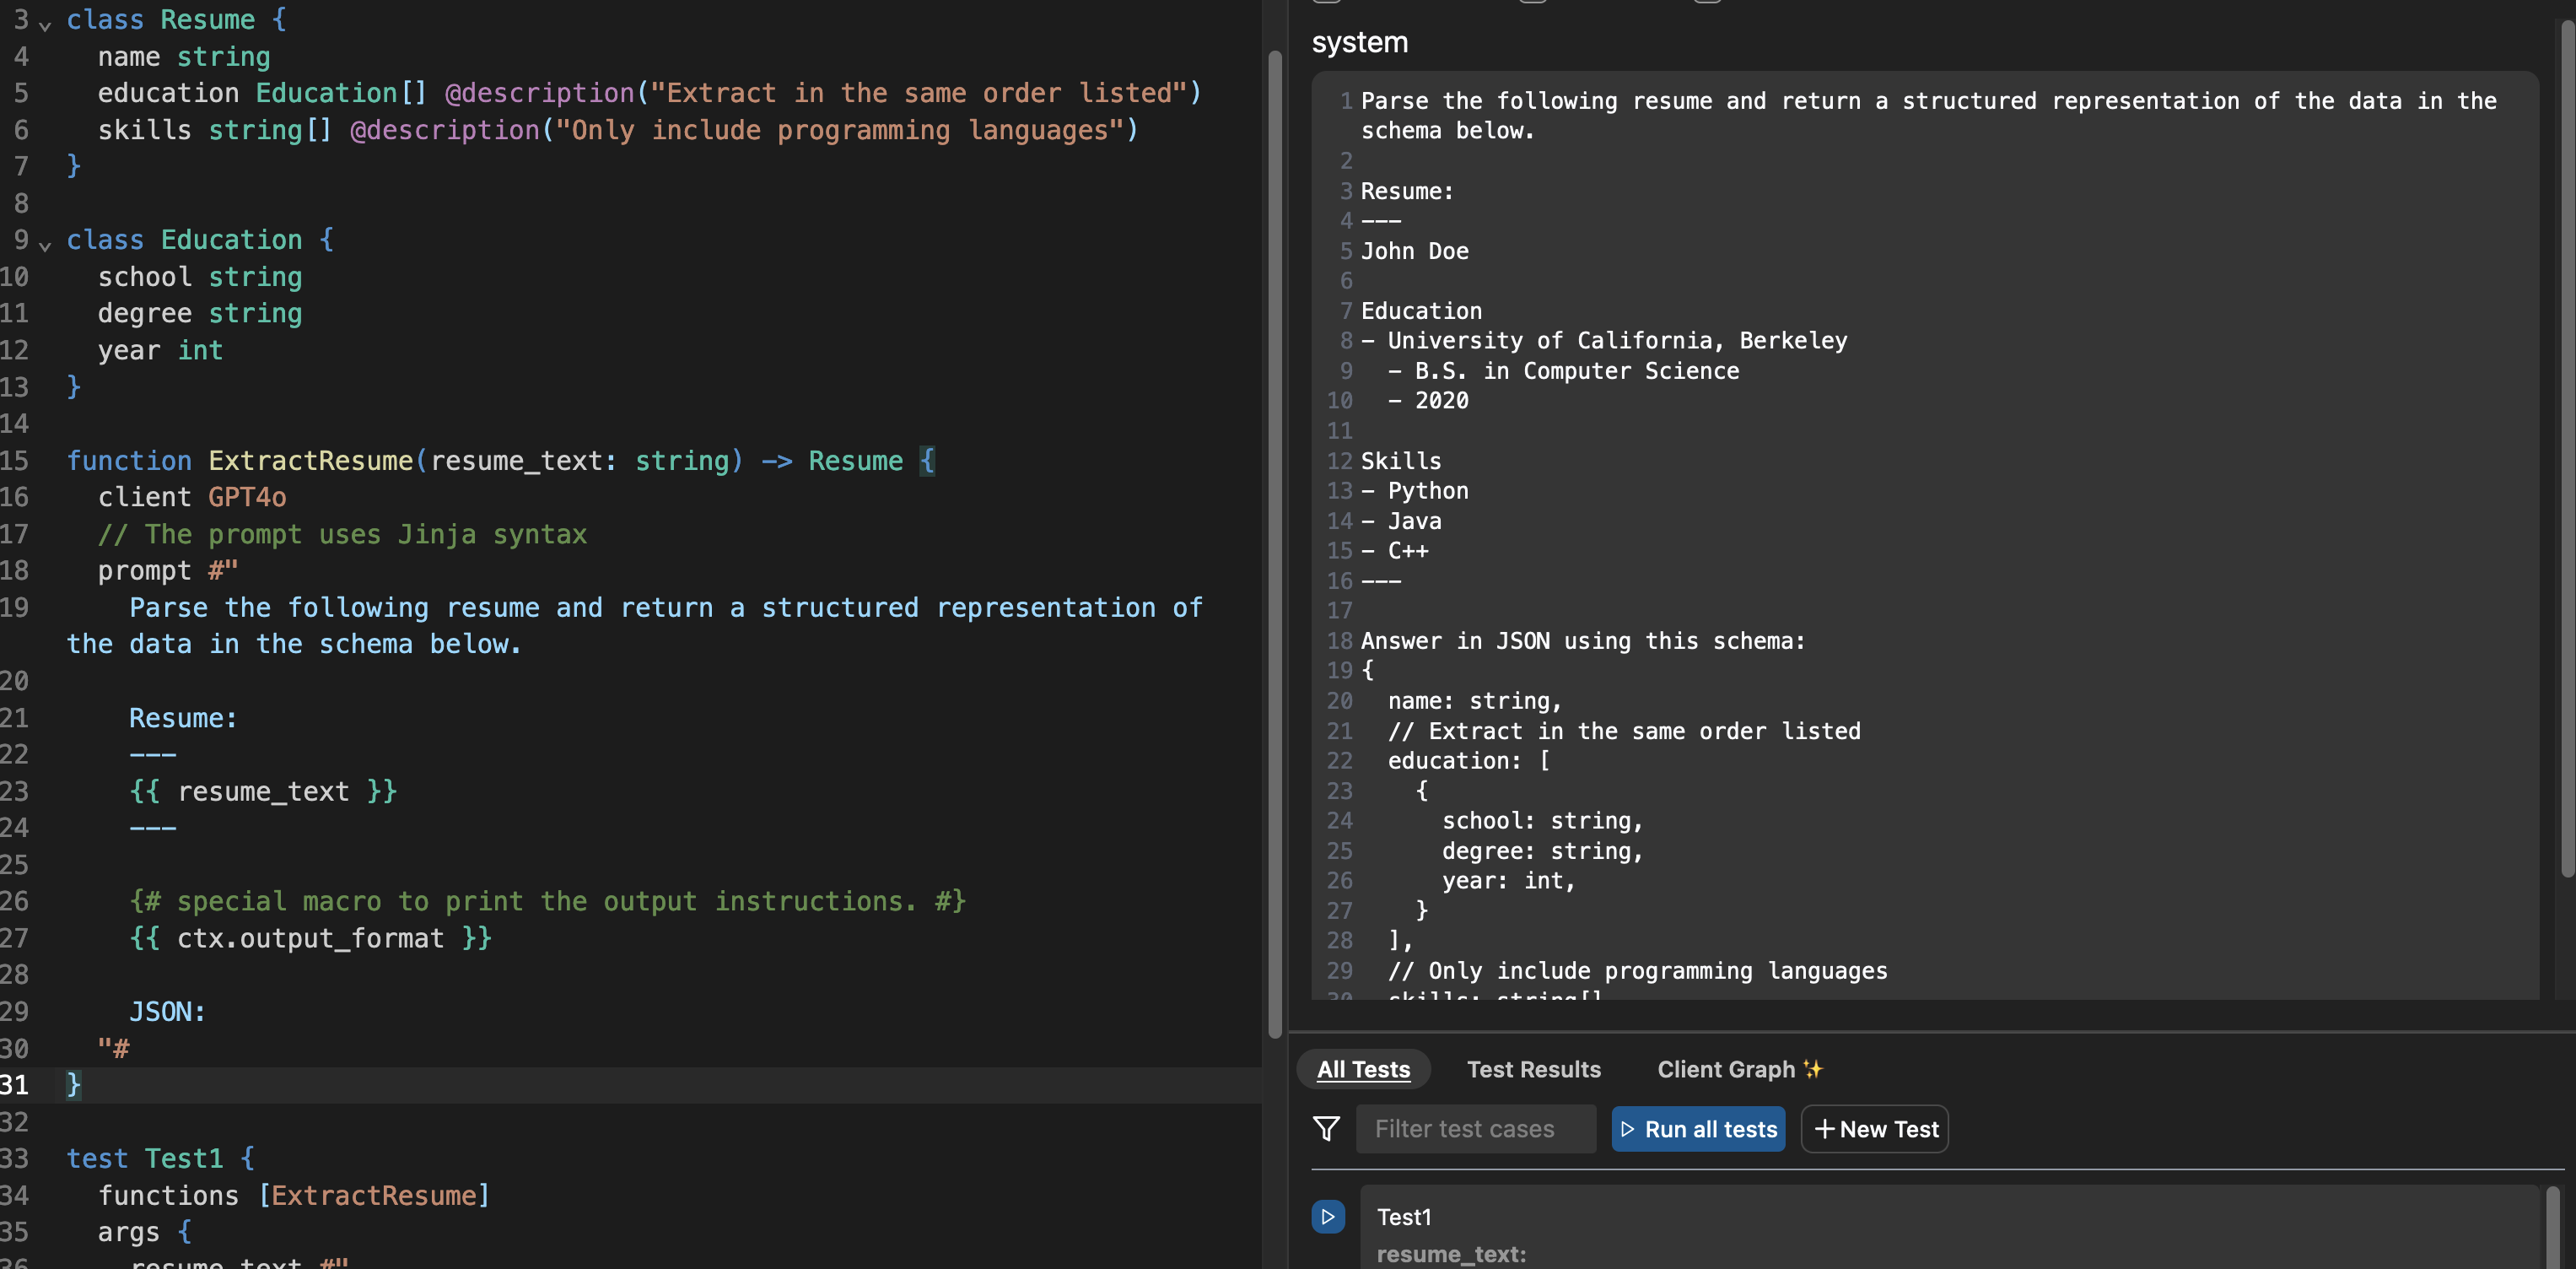 3 class Resume {
4 name string
5 education Education[] @description("Extract in the same order listed")
6 skills string[] @description("Only include programming languages")
7 }
8
9 class Education {
10 school string
11 degree string
12 year int
13 }
14
15 function ExtractResume(resume_text: string) -> Resume {
16 client GPT4o
17 // The prompt uses Jinja syntax
18 prompt #"
19 Parse the following resume and return a structured representation of
the data in the schema below.
20
21 Resume:
22 ---
23 {{ resume_text }}
24 ---
25
26 {# special macro to print the output instructions. #}
27 {{ ctx.output_format }}
28
29 JSON:
30 "#
31 }
32
33 test Test1 {
34 functions [ExtractResume]
35 args {
36 resume_text #"
system
1 Parse the following resume and return a structured representation of the data in the
schema below.
2
3 Resume:
4 ---
5 John Doe
6
7 Education
8 - University of California, Berkeley
9 - B.S. in Computer Science
10 - 2020
11
12 Skills
13 - Python
14 - Java
15 - C++
16 ---
17
18 Answer in JSON using this schema:
19 {
20 name: string,
21 // Extract in the same order listed
22 education: [
23 {
24 school: string,
25 degree: string,
26 year: int,
27 }
28 ],
29 // Only include programming languages
30 skills: string[]
All Tests Test Results Client Graph ✨
Filter test cases Run all tests + New Test
Test1
resume_text: